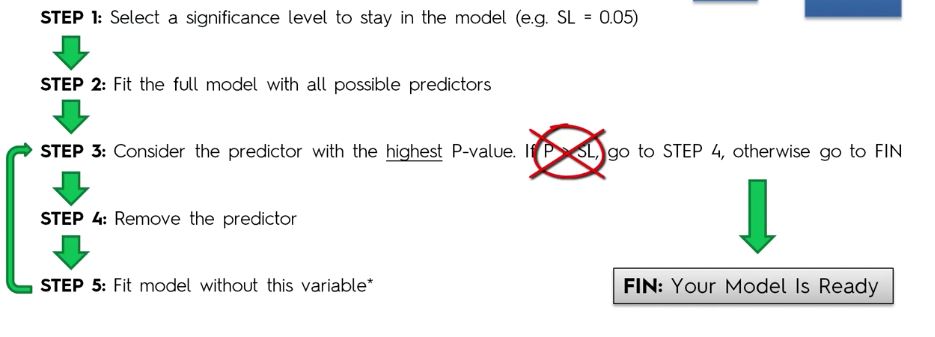 STEP 1: Select a significance level to stay in the model (e.g. SL = 0.05)
STEP 2: Fit the full model with all possible predictors
STEP 3: Consider the predictor with the highest P-value. If P > SL, go to STEP 4, otherwise go to FIN
STEP 4: Remove the predictor
STEP 5: Fit model without this variable*
FIN: Your Model Is Ready